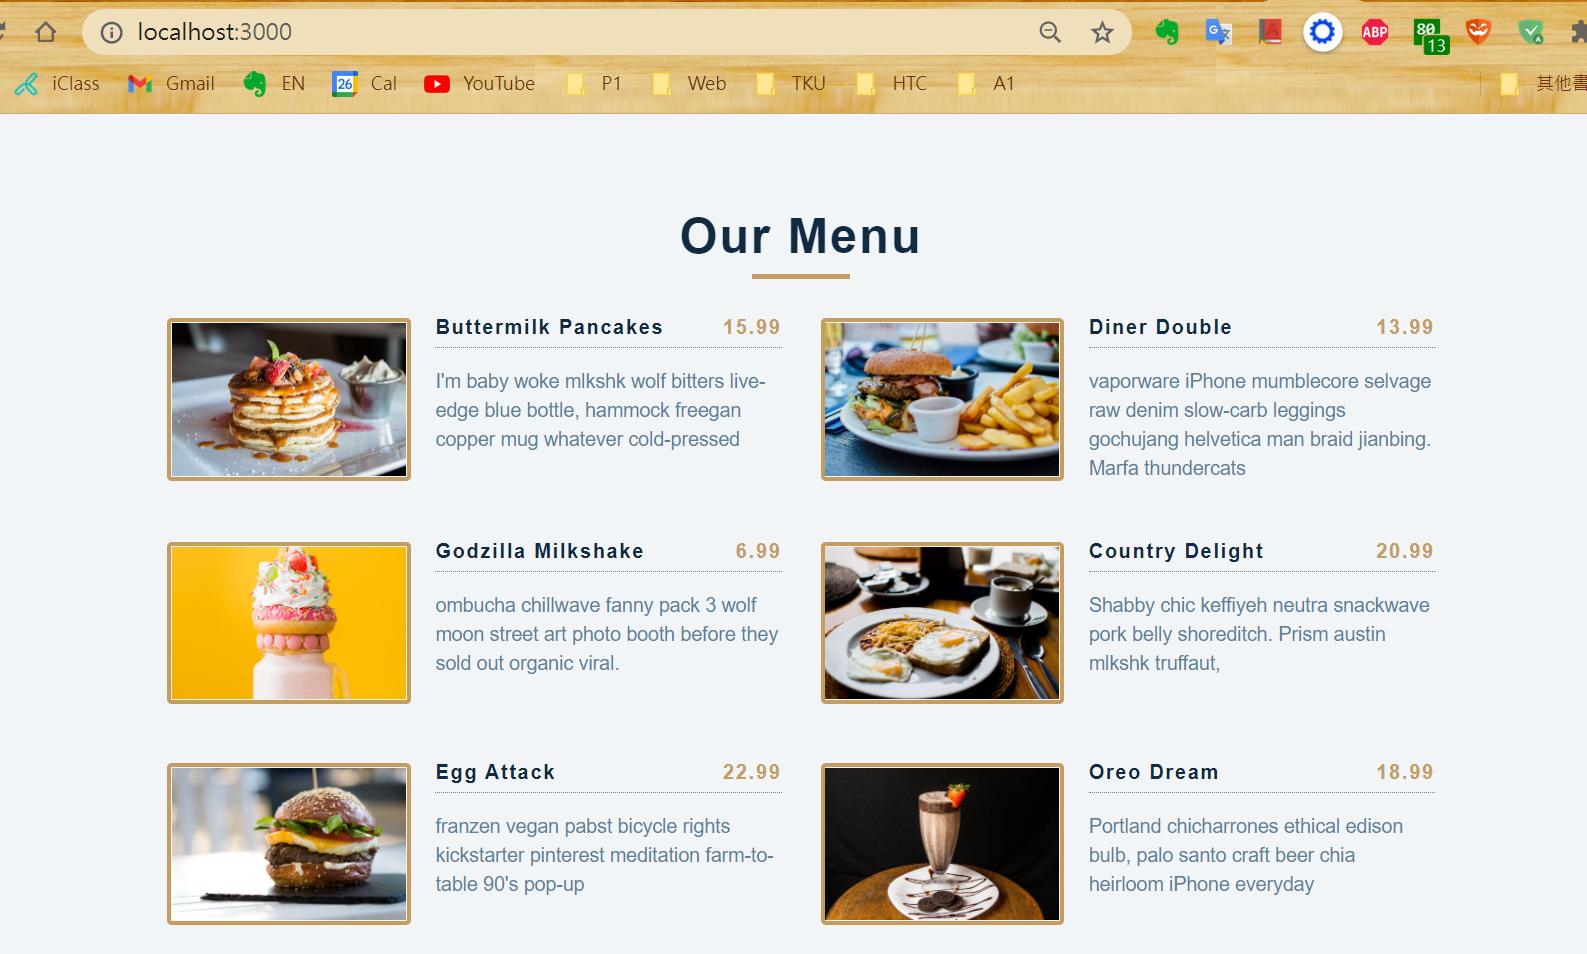 localhost:3000
ABP
80
13
iClass
Gmail
EN
26
Cal
YouTube
P1
Web
TKU
HTC
A1
其他書
Our Menu
Buttermilk Pancakes 15.99
I'm baby woke mlkshk wolf bitters live-
edge blue bottle, hammock freegan
copper mug whatever cold-pressed
Diner Double 13.99
vaporware iPhone mumblecore selvage
raw denim slow-carb leggings
gochujang helvetica man braid jianbing.
Marfa thundercats
Godzilla Milkshake 6.99
ombucha chillwave fanny pack 3 wolf
moon street art photo booth before they
sold out organic viral.
Country Delight 20.99
Shabby chic keffiyeh neutra snackwave
pork belly shoreditch. Prism austin
mlkshk truffaut,
Egg Attack 22.99
franzen vegan pabst bicycle rights
kickstarter pinterest meditation farm-to-
table 90's pop-up
Oreo Dream 18.99
Portland chicharrones ethical edison
bulb, palo santo craft beer chia
heirloom iPhone everyday